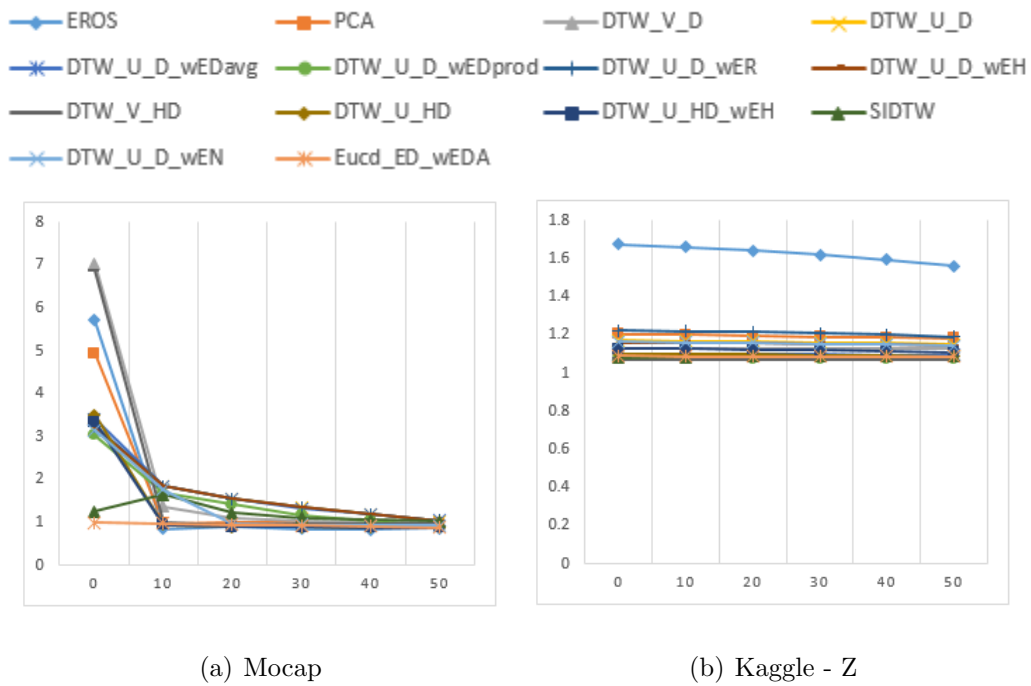 EROS PCA DTW_V_D DTW_U_D
DTW_U_D_wEDavg DTW_U_D_wEDprod DTW_U_D_wER DTW_U_D_wEH
DTW_V_HD DTW_U_HD DTW_U_HD_wEH SIDTW
DTW_U_D_wEN Eucd_ED_wEDA
8
7
6
5
4
3
2
1
0
0 10 20 30 40 50
(a) Mocap
1.8
1.6
1.4
1.2
1
0.8
0.6
0.4
0.2
0
0 10 20 30 40 50
(b) Kaggle - Z